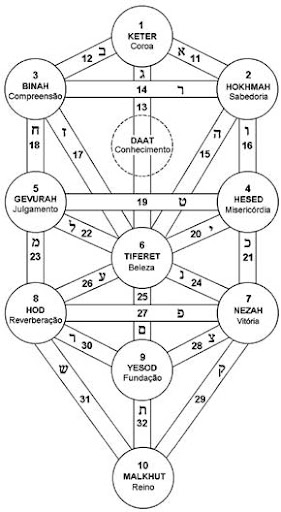 1
KETER
Coroa
12
ב
א
11
ג
3
BINAH
Compreensão
14
ד
2
HOKHMAH
Sabedoria
13
ח
18
ז
17
DAAT
Conhecimento
ה
15
ו
16
5
GEVURAH
Julgamento
19
ט
4
HESED
Misericórdia
ל
22
י
20
מ
23
6
TIFERET
Beleza
כ
21
26
ע
נ
24
25
8
HOD
Reverberação
27
פ
7
NEZAH
Vitória
ס
ר
30
צ
28
9
YESOD
Fundação
ש
31
ת
32
ק
29
10
MALKHUT
Reino